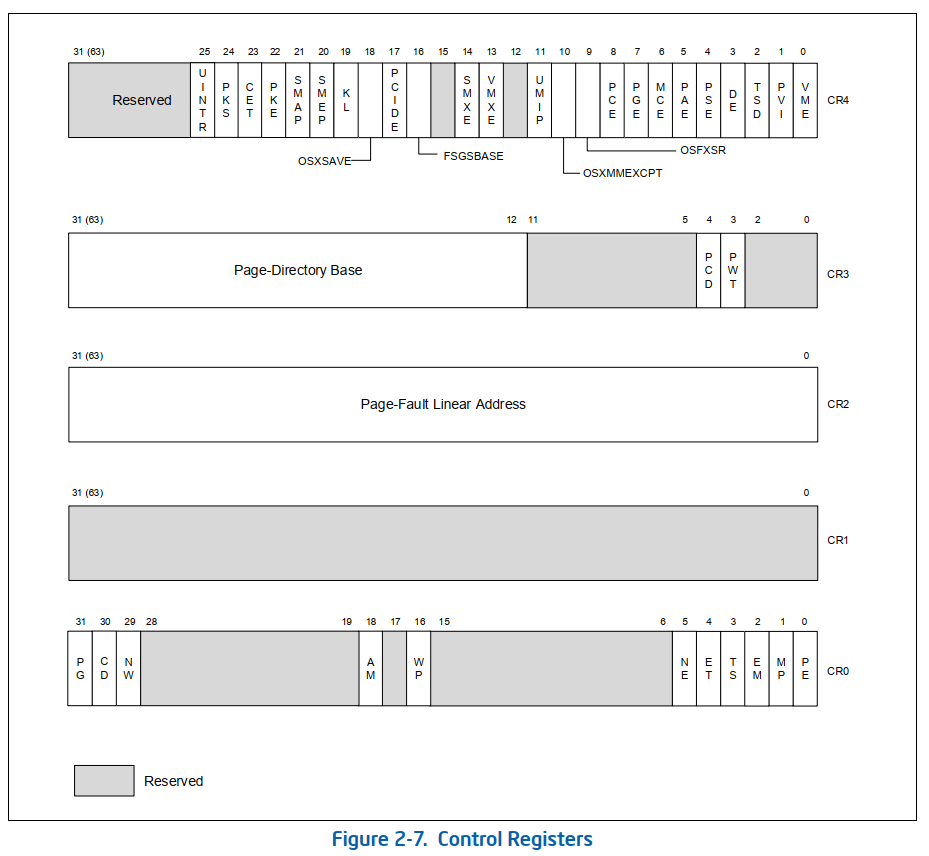 31 (63) 25 24 23 22 21 20 19 18 17 16 15 14 13 12 11 10 9 8 7 6 5 4 3 2 1 0
Reserved UINTR PKS CET PKE SMAP SMEP KL PCIDE SMXE VMXE UMIP PCE PGE MCE PAE PSE DE TSD PVI VME CR4
OSXSAVE FSGSBASE OSXMMEXCPT OSFXSR
31 (63) 12 11 5 4 3 2 0
Page-Directory Base PCD PWT CR3
31 (63) 0
Page-Fault Linear Address CR2
31 (63) 0
CR1
31 30 29 28 19 18 17 16 15 6 5 4 3 2 1 0
PG CD NW AM WP NE ET TS EM MP PE CR0
Reserved
Figure 2-7. Control Registers